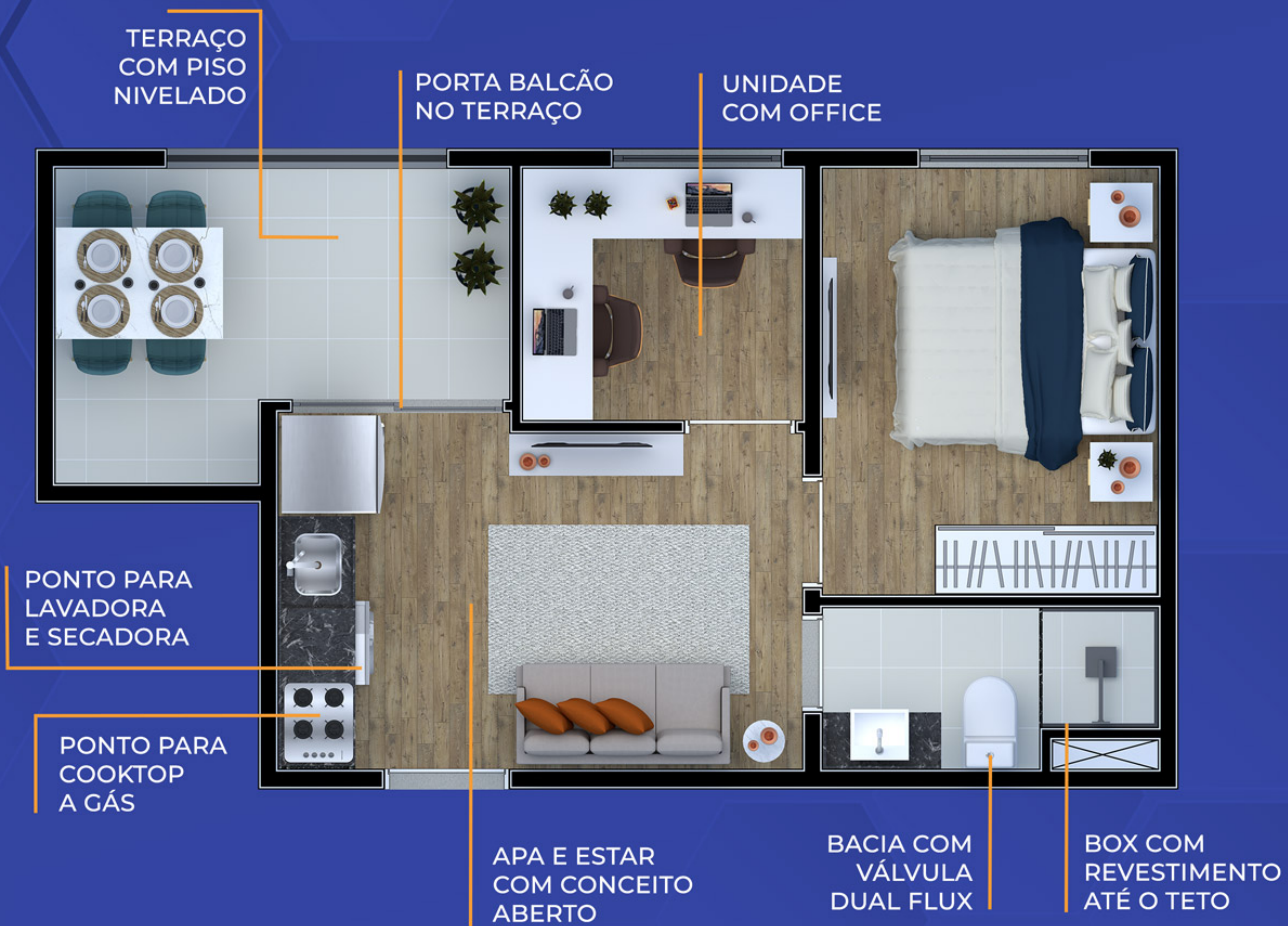 TERRAÇO
COM PISO
NIVELADO
PORTA BALCÃO
NO TERRAÇO
UNIDADE
COM OFFICE
PONTO PARA
LAVADORA
E SECADORA
PONTO PARA
COOKTOP
A GÁS
APA E ESTAR
COM CONCEITO
ABERTO
BACIA COM
VÁLVULA
DUAL FLUX
BOX COM
REVESTIMENTO
ATÉ O TETO